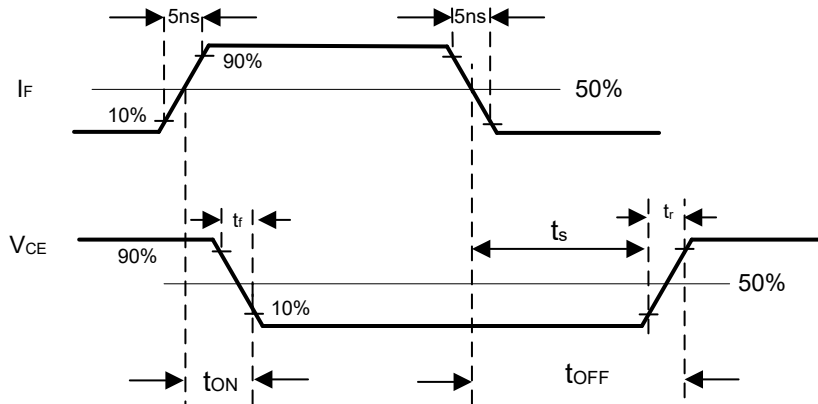 5ns 5ns
90%
IF 50%
10%
tf tr
VCE ts
90%
50%
10%
tON tOFF